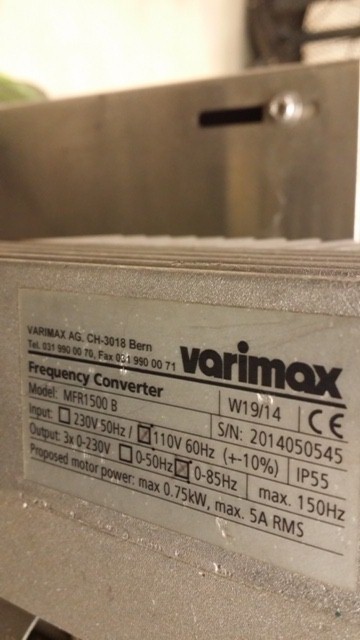 VARIMAX AG, CH-3018 Bern
Tel. 031 990 00 70, Fax 031 990 00 71
varimax
Frequency Converter
W19/14 CE
Model: MFR1500 B
S/N: 2014050545
Input: ☐ 230V 50Hz / ☑ 110V 60Hz (+-10%) IP55
Output: 3x 0-230V ☐ 0-50Hz ☑ 0-85Hz max. 150Hz
Proposed motor power: max 0.75kW, max. 5A RMS